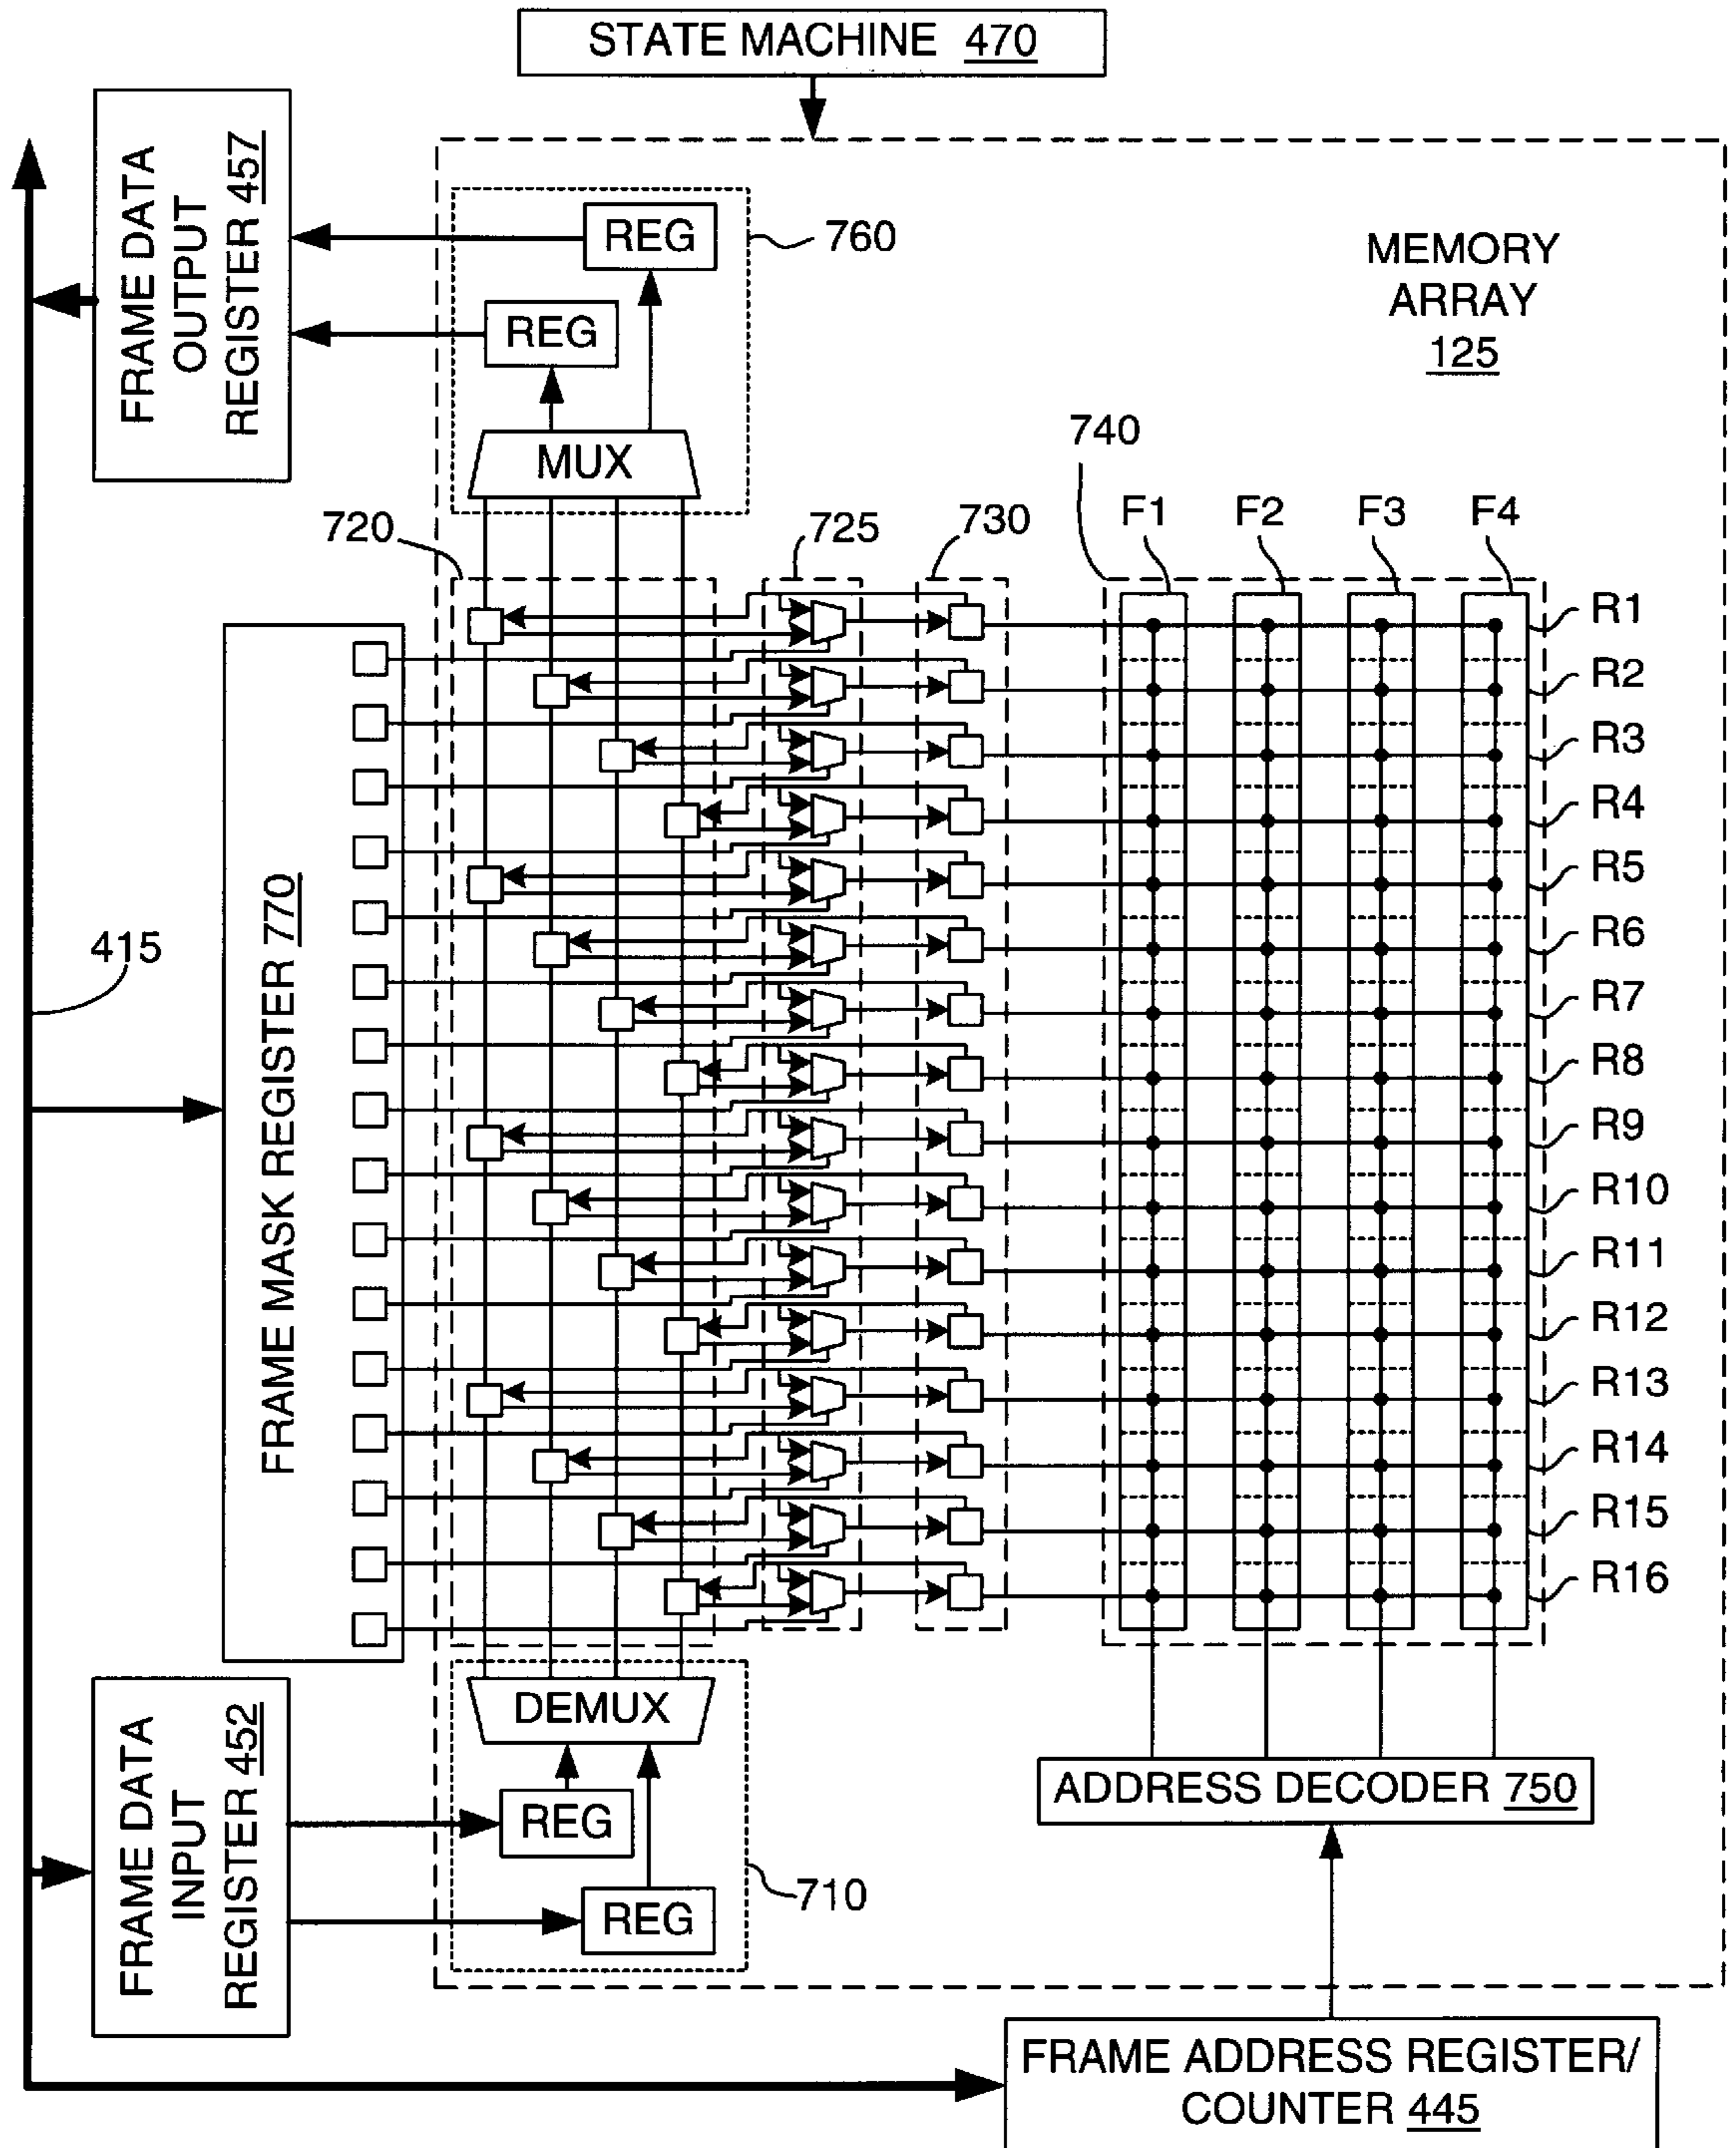 STATE MACHINE 470
FRAME DATA
OUTPUT
REGISTER 457
REG
760
REG
MUX
MEMORY
ARRAY
125
740
720
725
730
F1
F2
F3
F4
R1
R2
R3
R4
R5
R6
R7
R8
R9
R10
R11
R12
R13
R14
R15
R16
415
FRAME MASK REGISTER 770
DEMUX
REG
REG
710
FRAME DATA
INPUT
REGISTER 452
ADDRESS DECODER 750
FRAME ADDRESS REGISTER/
COUNTER 445